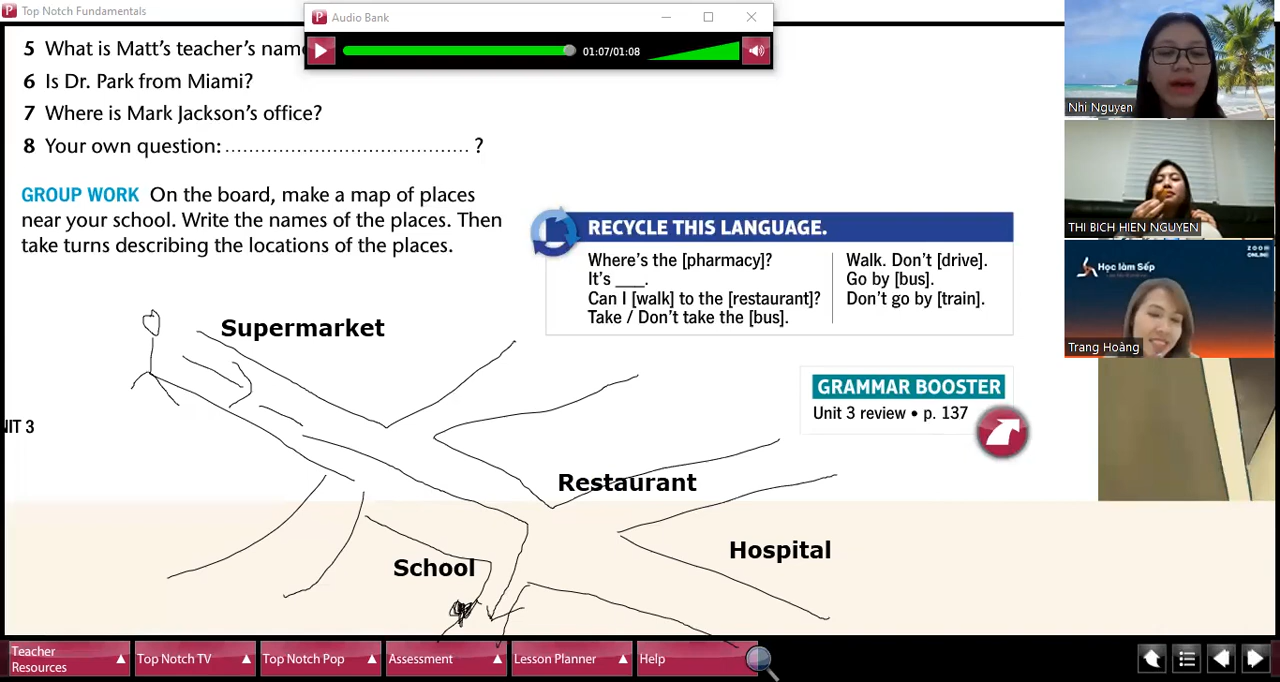 Top Notch Fundamentals
Audio Bank
01:07/01:08
5 What is Matt's teacher's name
6 Is Dr. Park from Miami?
7 Where is Mark Jackson's office?
8 Your own question: ........................................ ?
GROUP WORK On the board, make a map of places
near your school. Write the names of the places. Then
take turns describing the locations of the places.
RECYCLE THIS LANGUAGE.
Where's the [pharmacy]?
It's ___.
Can I [walk] to the [restaurant]?
Take / Don't take the [bus].
Walk. Don't [drive].
Go by [bus].
Don't go by [train].
GRAMMAR BOOSTER
Unit 3 review • p. 137
NIT 3
Supermarket
Restaurant
Hospital
School
Nhi Nguyen
THI BICH HIEN NGUYEN
Học làm Sếp
ZOOM
ONLINE
Trang Hoàng
Teacher
Resources
Top Notch TV
Top Notch Pop
Assessment
Lesson Planner
Help